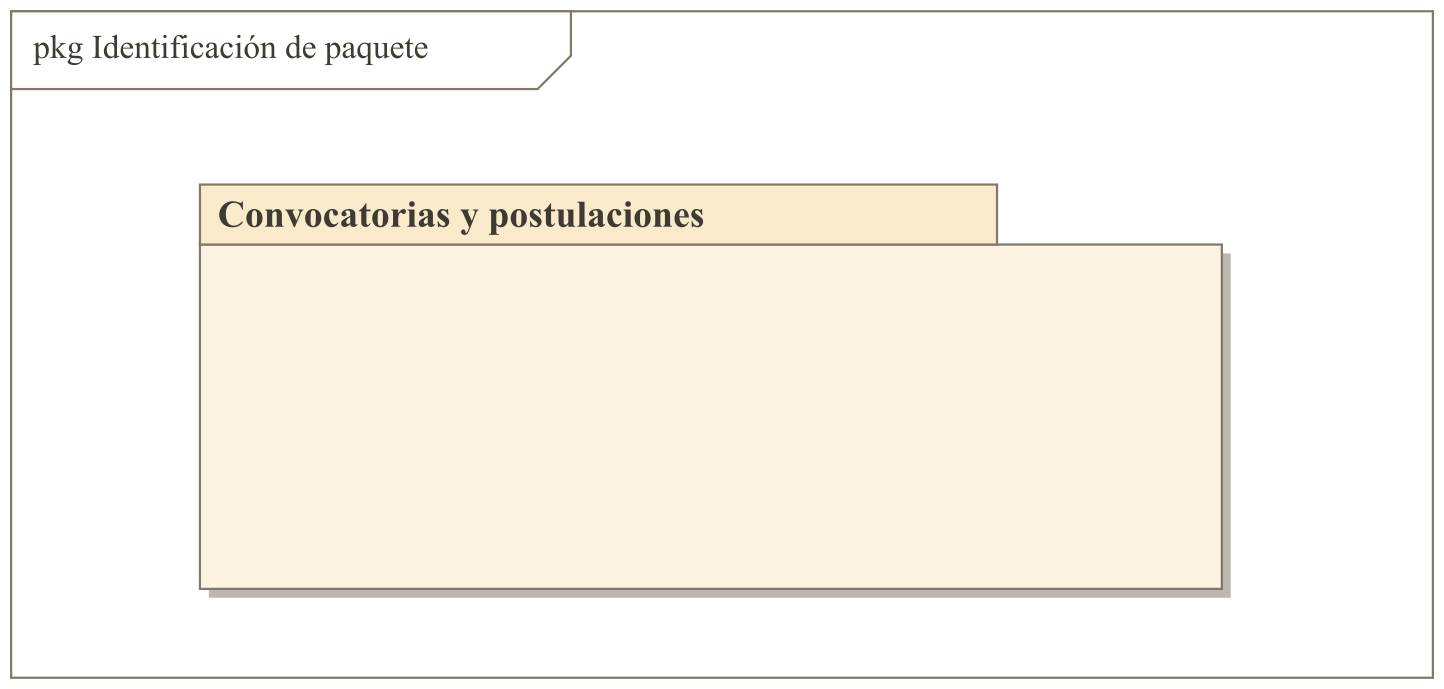 pkg Identificación de paquete
Convocatorias y postulaciones